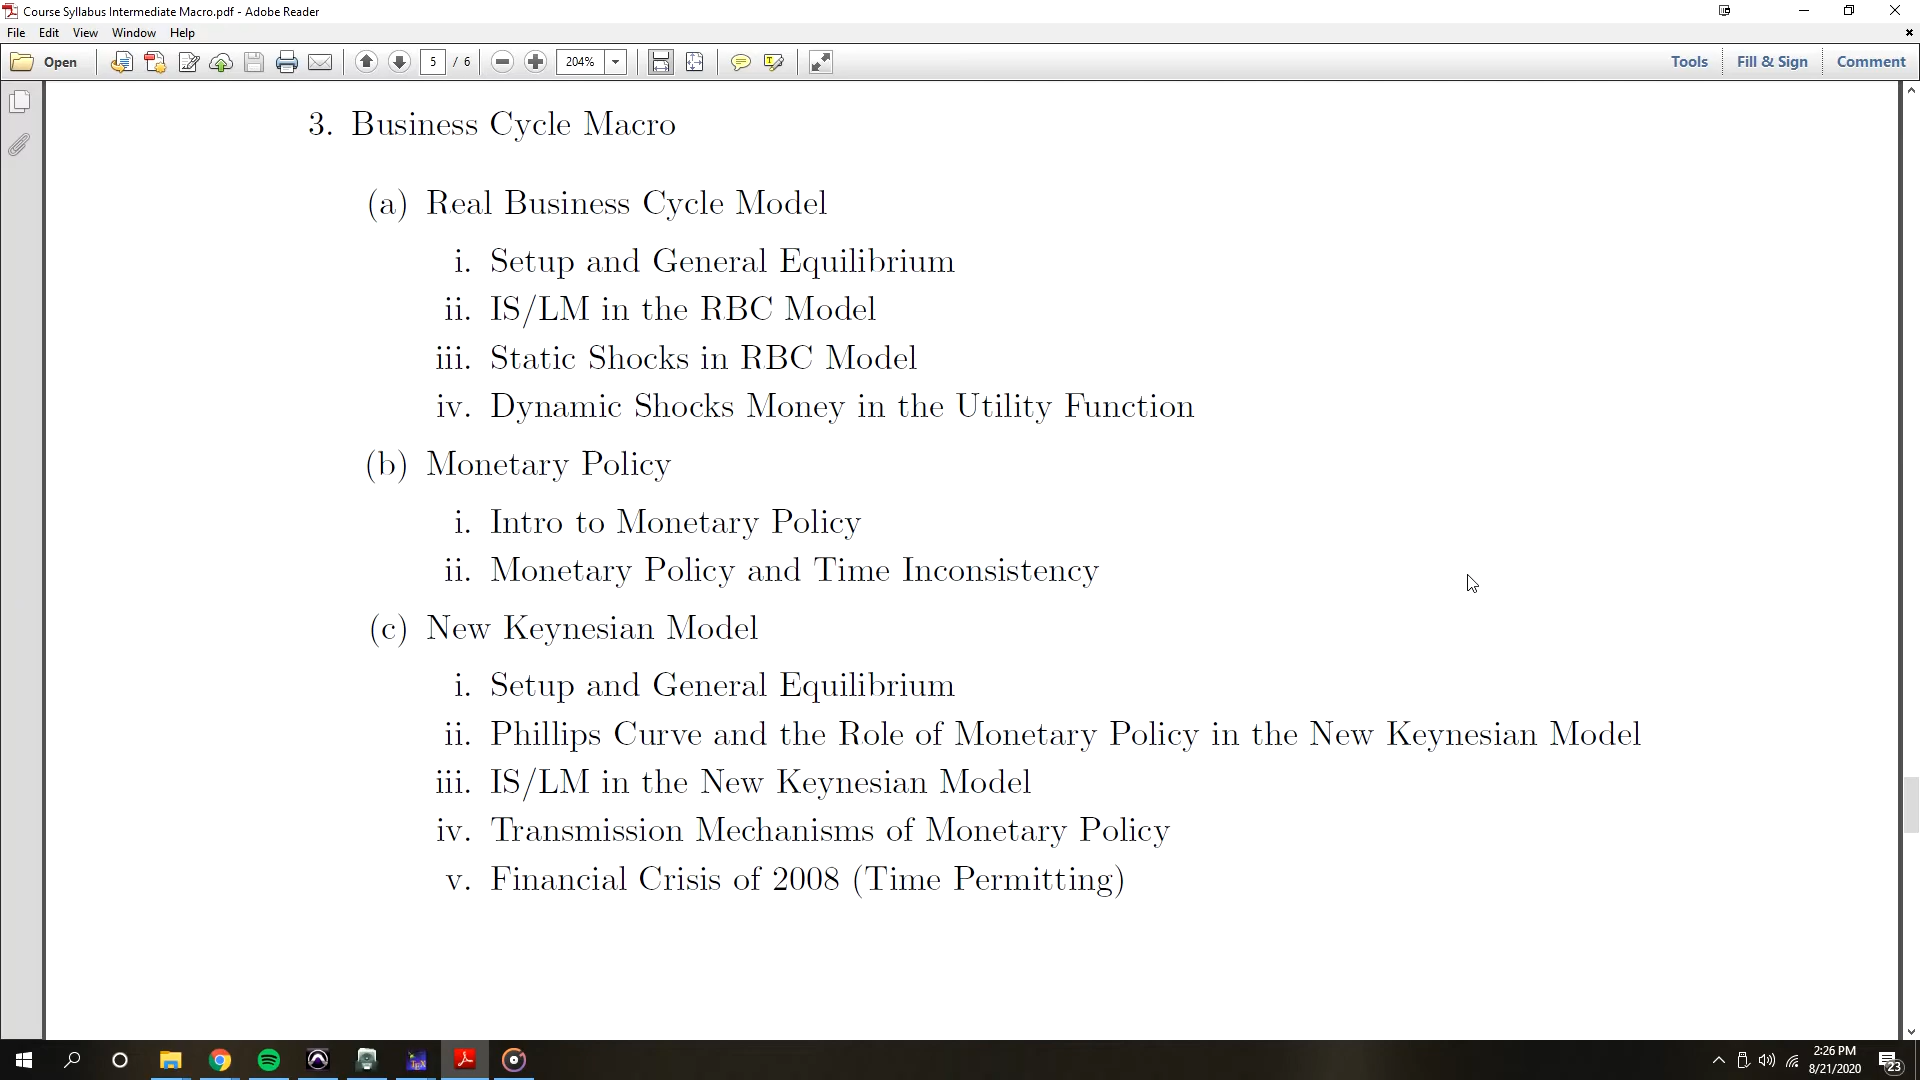 Course Syllabus Intermediate Macro.pdf - Adobe Reader
File Edit View Window Help
Open 5 / 6 204% Tools Fill & Sign Comment
3. Business Cycle Macro
(a) Real Business Cycle Model
i. Setup and General Equilibrium
ii. IS/LM in the RBC Model
iii. Static Shocks in RBC Model
iv. Dynamic Shocks Money in the Utility Function
(b) Monetary Policy
i. Intro to Monetary Policy
ii. Monetary Policy and Time Inconsistency
(c) New Keynesian Model
i. Setup and General Equilibrium
ii. Phillips Curve and the Role of Monetary Policy in the New Keynesian Model
iii. IS/LM in the New Keynesian Model
iv. Transmission Mechanisms of Monetary Policy
v. Financial Crisis of 2008 (Time Permitting)
2:26 PM
8/21/2020
23